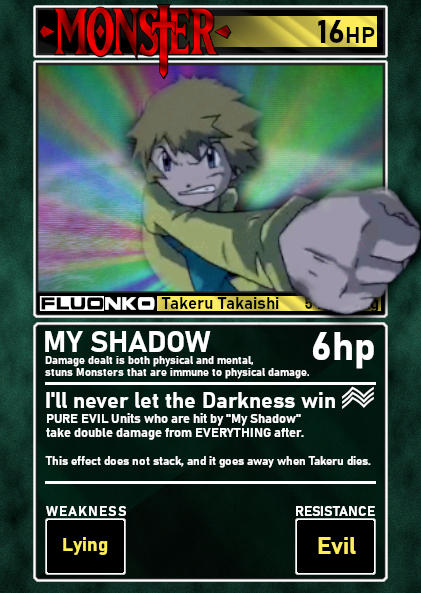 MONSTER
16HP
FLUONKO Takeru Takaishi
MY SHADOW
6hp
Damage dealt is both physical and mental,
stuns Monsters that are immune to physical damage.
I'll never let the Darkness win
PURE EVIL Units who are hit by "My Shadow"
take double damage from EVERYTHING after.
This effect does not stack, and it goes away when Takeru dies.
WEAKNESS
RESISTANCE
Lying
Evil